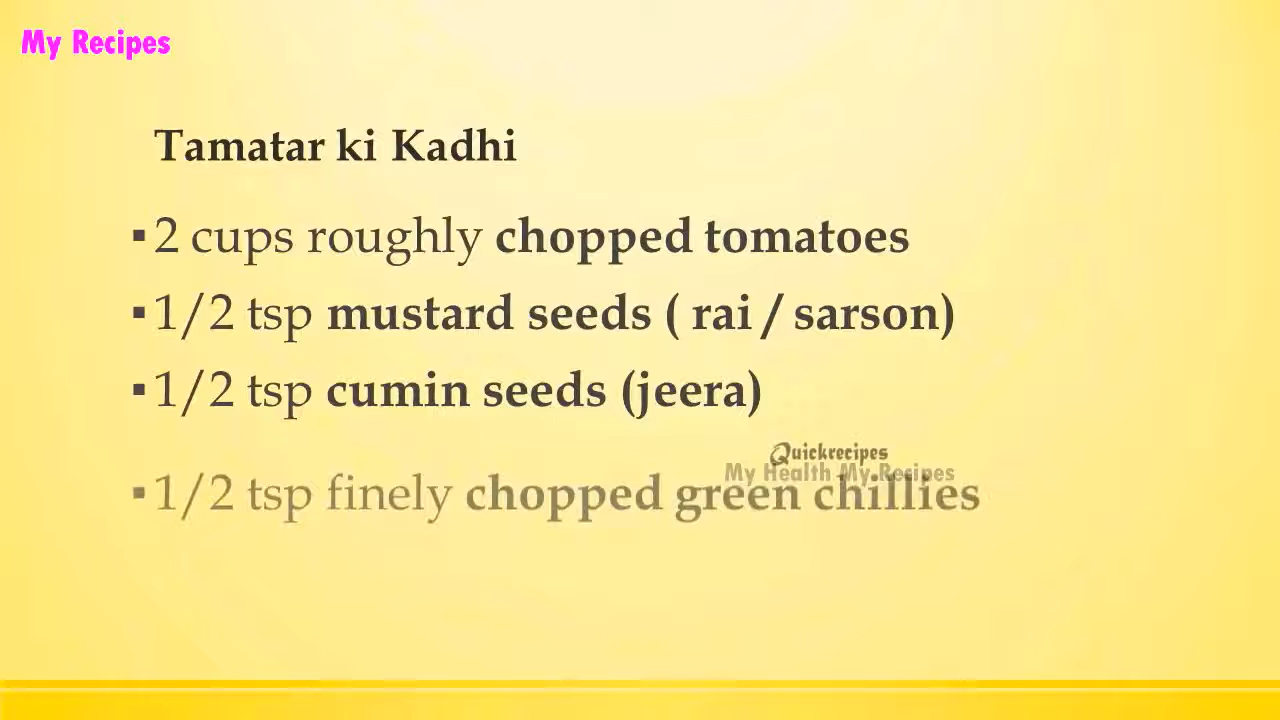 My Recipes
Tamatar ki Kadhi
▪2 cups roughly chopped tomatoes
▪1/2 tsp mustard seeds ( rai / sarson)
▪1/2 tsp cumin seeds (jeera)
Quickrecipes
My Health My Recipes
▪1/2 tsp finely chopped green chillies